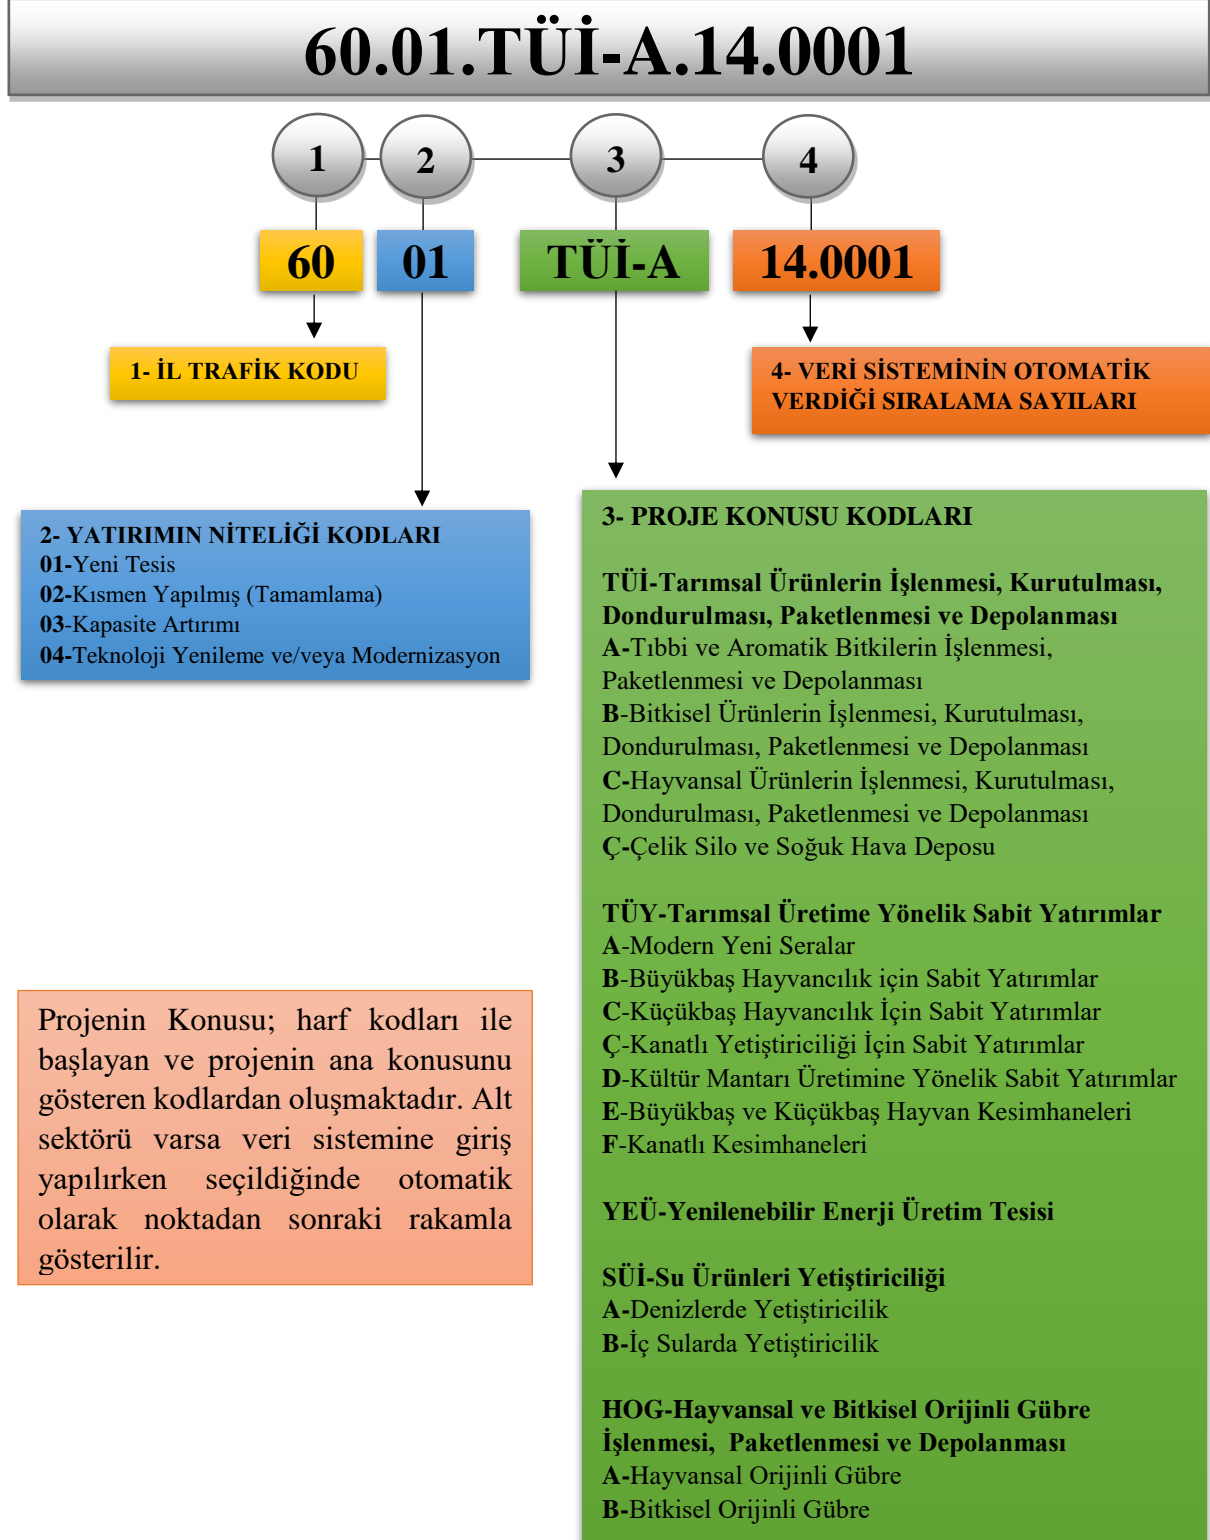 60.01.TÜİ-A.14.0001
1 2 3 4
60 01 TÜİ-A 14.0001
1- İL TRAFİK KODU
4- VERİ SİSTEMİNİN OTOMATİK
VERDİĞİ SIRALAMA SAYILARI
2- YATIRIMIN NİTELİĞİ KODLARI
01-Yeni Tesis
02-Kısmen Yapılmış (Tamamlama)
03-Kapasite Artırımı
04-Teknoloji Yenileme ve/veya Modernizasyon
3- PROJE KONUSU KODLARI
TÜİ-Tarımsal Ürünlerin İşlenmesi, Kurutulması,
Dondurulması, Paketlenmesi ve Depolanması
A-Tıbbi ve Aromatik Bitkilerin İşlenmesi,
Paketlenmesi ve Depolanması
B-Bitkisel Ürünlerin İşlenmesi, Kurutulması,
Dondurulması, Paketlenmesi ve Depolanması
C-Hayvansal Ürünlerin İşlenmesi, Kurutulması,
Dondurulması, Paketlenmesi ve Depolanması
Ç-Çelik Silo ve Soğuk Hava Deposu
TÜY-Tarımsal Üretime Yönelik Sabit Yatırımlar
A-Modern Yeni Seralar
B-Büyükbaş Hayvancılık için Sabit Yatırımlar
C-Küçükbaş Hayvancılık İçin Sabit Yatırımlar
Ç-Kanatlı Yetiştiriciliği İçin Sabit Yatırımlar
D-Kültür Mantarı Üretimine Yönelik Sabit Yatırımlar
E-Büyükbaş ve Küçükbaş Hayvan Kesimhaneleri
F-Kanatlı Kesimhaneleri
YEÜ-Yenilenebilir Enerji Üretim Tesisi
SÜİ-Su Ürünleri Yetiştiriciliği
A-Denizlerde Yetiştiricilik
B-İç Sularda Yetiştiricilik
HOG-Hayvansal ve Bitkisel Orijinli Gübre
İşlenmesi, Paketlenmesi ve Depolanması
A-Hayvansal Orijinli Gübre
B-Bitkisel Orijinli Gübre
Projenin Konusu; harf kodları ile
başlayan ve projenin ana konusunu
gösteren kodlardan oluşmaktadır. Alt
sektörü varsa veri sistemine giriş
yapılırken seçildiğinde otomatik
olarak noktadan sonraki rakamla
gösterilir.